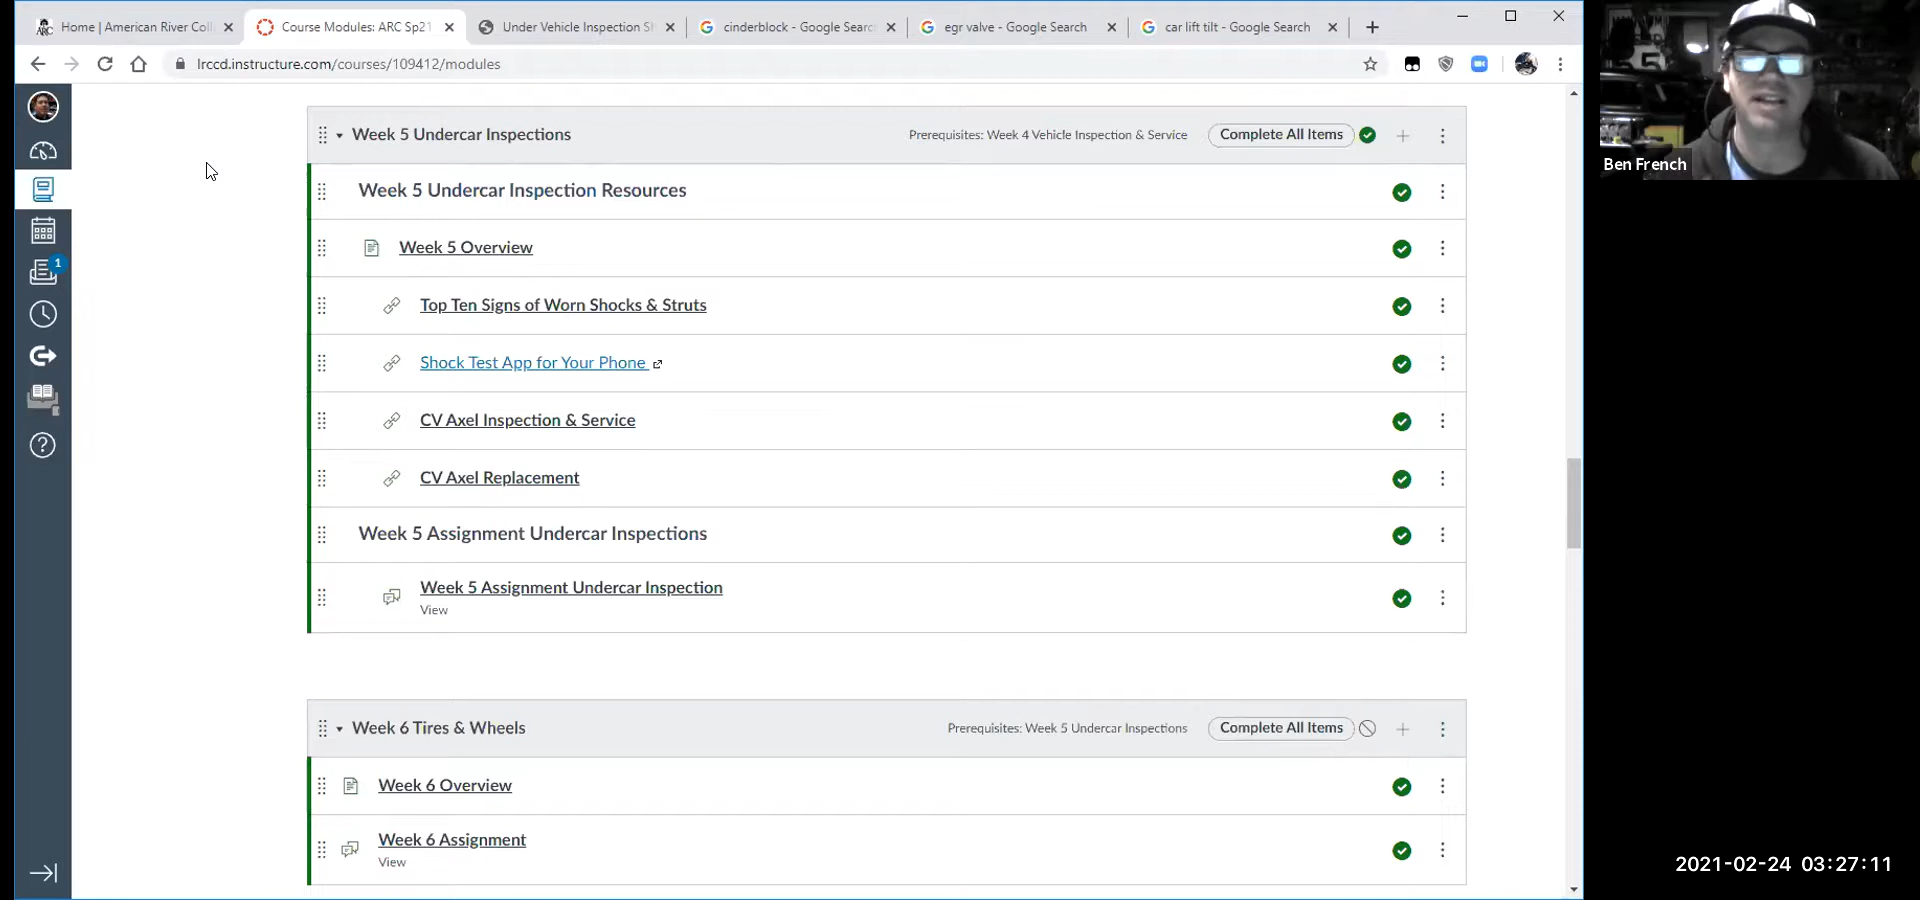 Home | American River Coll
Course Modules: ARC Sp21
Under Vehicle Inspection Sh
cinderblock - Google Search
egr valve - Google Search
car lift tilt - Google Search
lrccd.instructure.com/courses/109412/modules
Ben French
Week 5 Undercar Inspections
Prerequisites: Week 4 Vehicle Inspection & Service
Complete All Items
Week 5 Undercar Inspection Resources
Week 5 Overview
1
Top Ten Signs of Worn Shocks & Struts
Shock Test App for Your Phone
CV Axel Inspection & Service
CV Axel Replacement
Week 5 Assignment Undercar Inspections
Week 5 Assignment Undercar Inspection
View
Week 6 Tires & Wheels
Prerequisites: Week 5 Undercar Inspections
Complete All Items
Week 6 Overview
Week 6 Assignment
View
2021-02-24 03:27:11